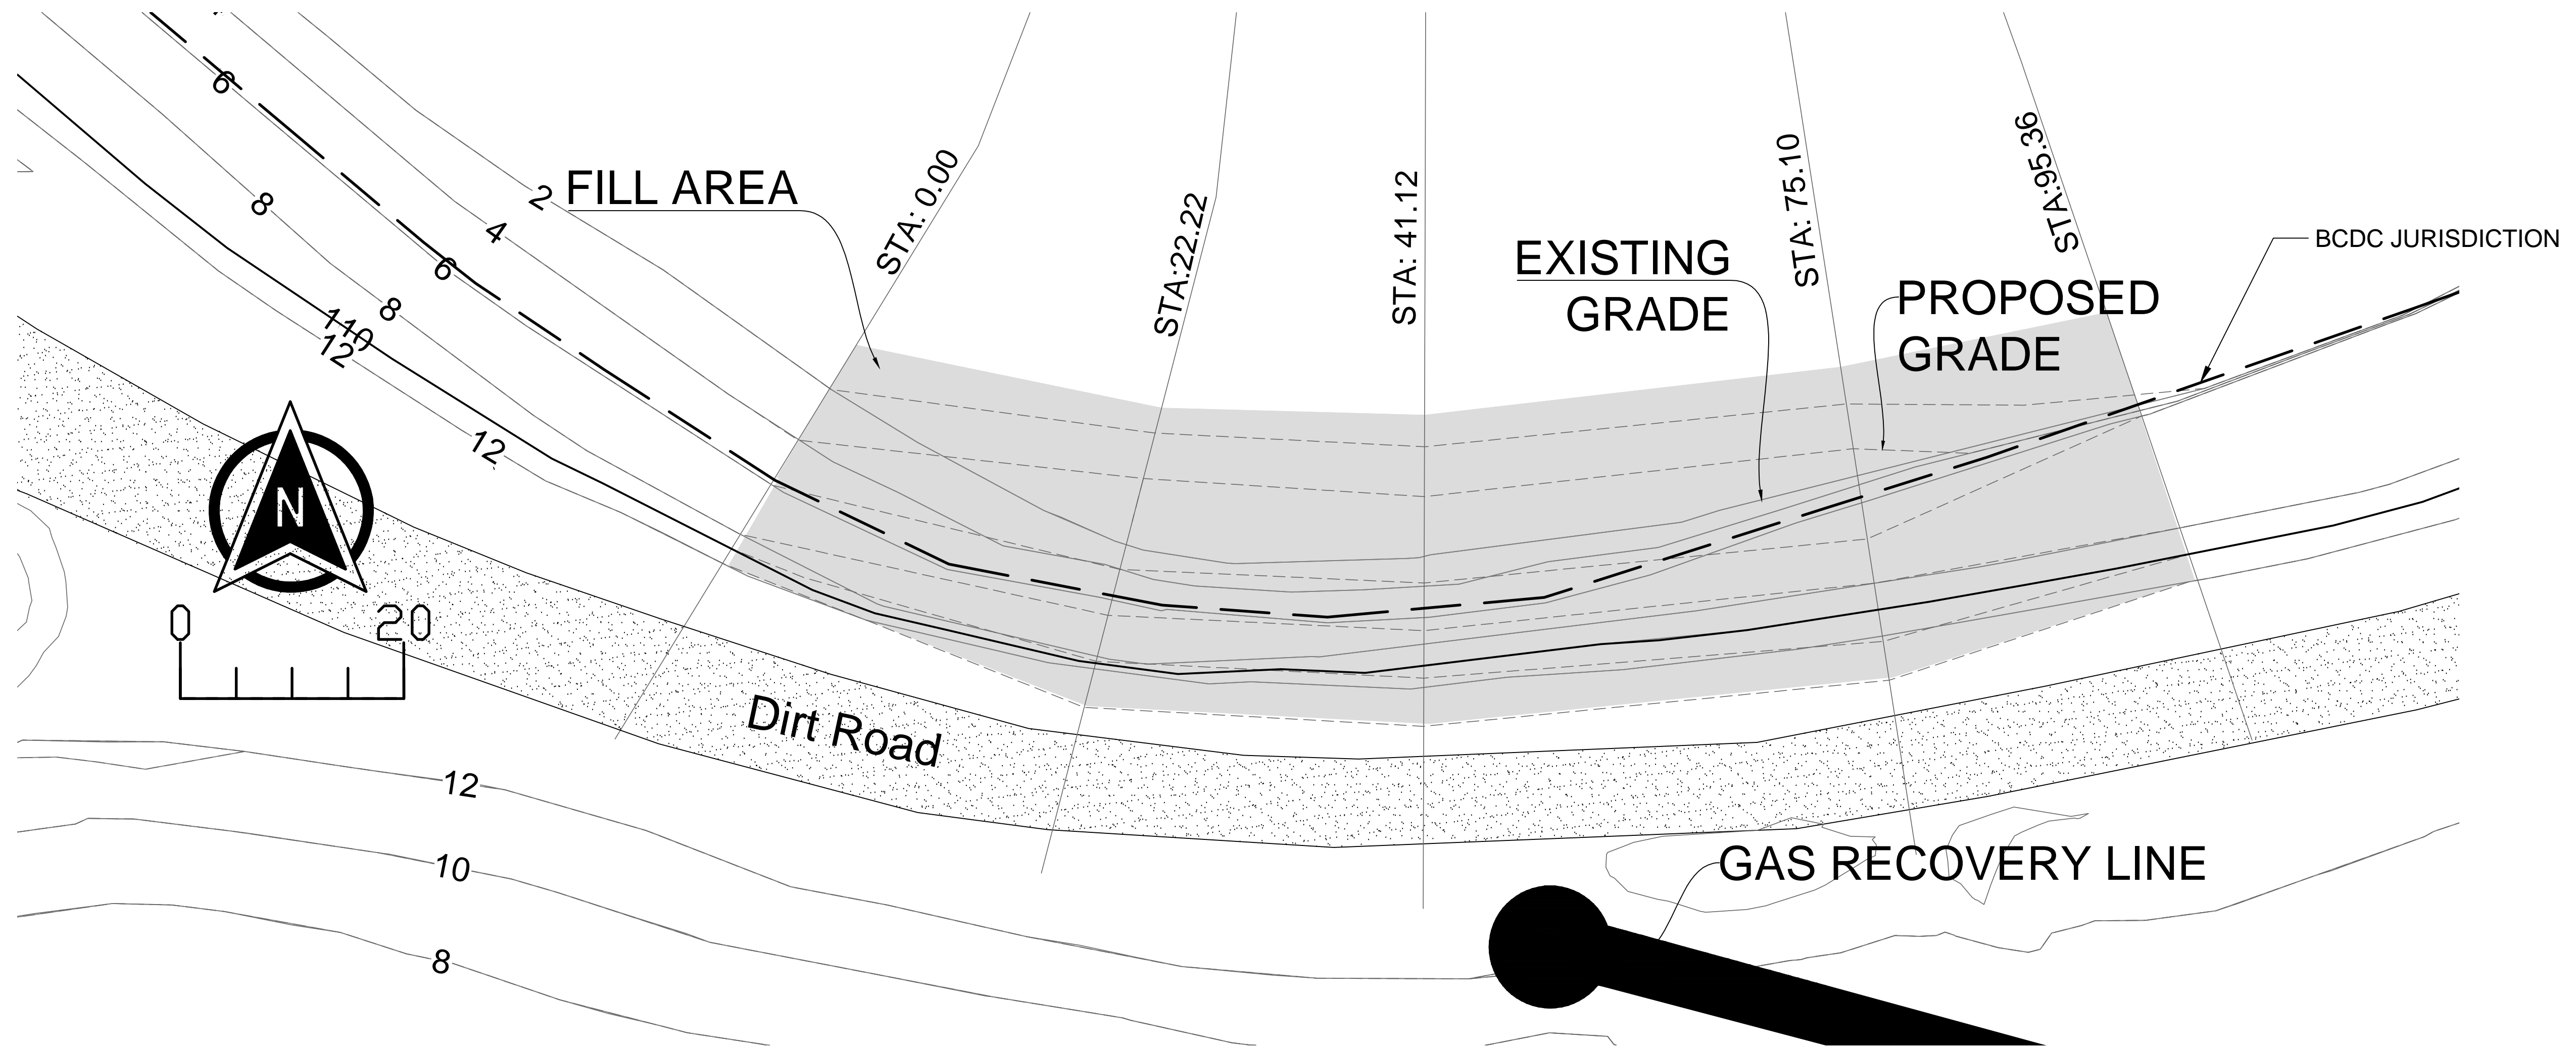 6
2
FILL AREA
8
4
6
8
110
12
12
STA: 0.00
STA:22.22
STA: 41.12
STA: 75.10
STA:95.36
EXISTING
GRADE
PROPOSED
GRADE
BCDC JURISDICTION
N
0 20
Dirt Road
12
10
8
GAS RECOVERY LINE